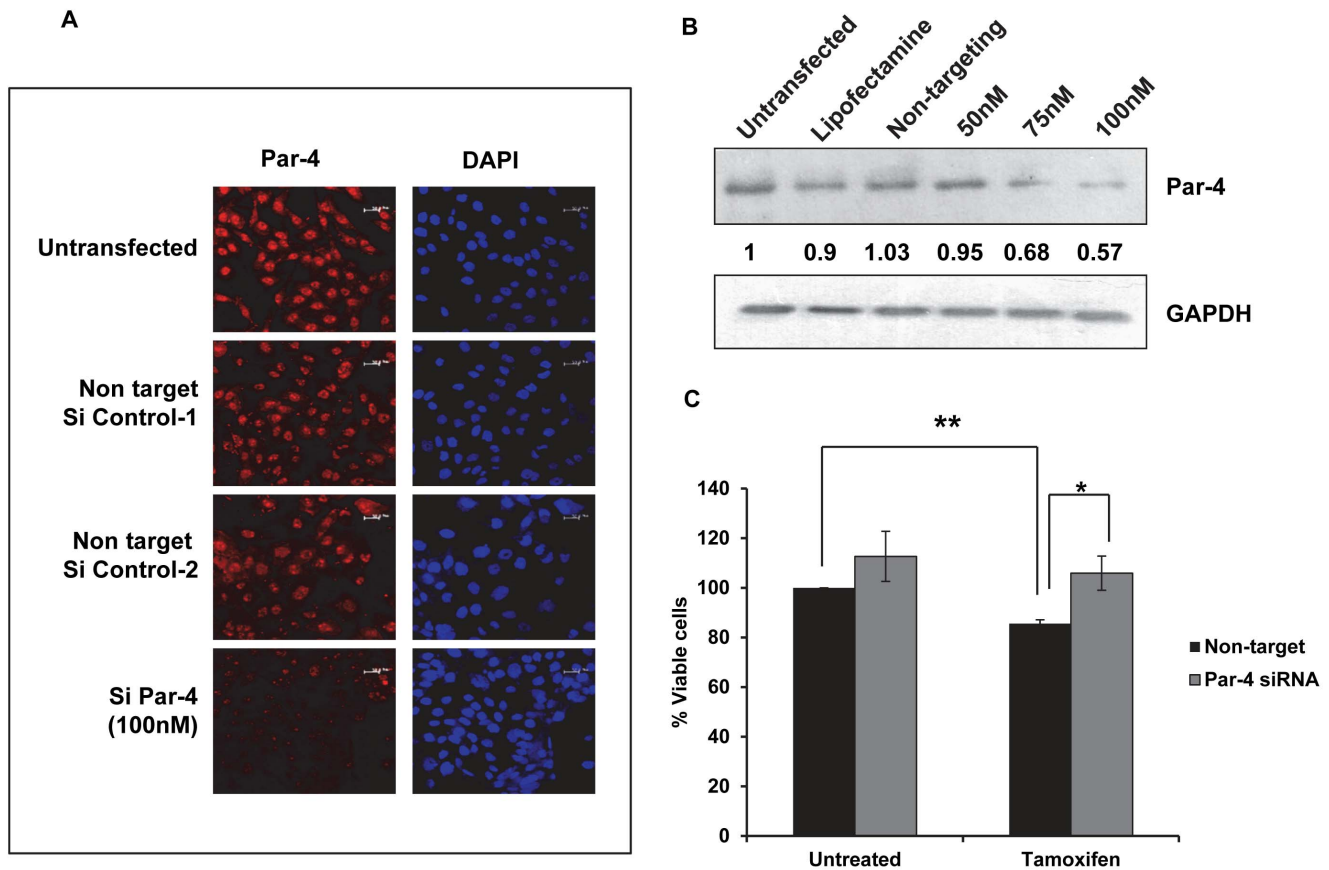 A
Par-4
DAPI
Untransfected
Non target
Si Control-1
Non target
Si Control-2
Si Par-4
(100nM)
B
Untransfected
Lipofectamine
Non-targeting
50nM
75nM
100nM
Par-4
1 0.9 1.03 0.95 0.68 0.57
GAPDH
C
**
*
% Viable cells
140
120
100
80
60
40
20
0
Untreated
Tamoxifen
Non-target
Par-4 siRNA